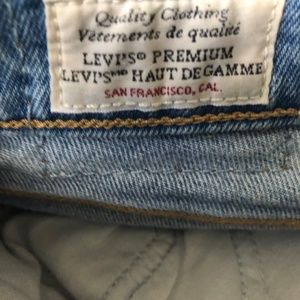 Quality Clothing
Vêtements de qualité
LEVI'S® PREMIUM
LEVI'S® HAUT DE GAMME
SAN FRANCISCO, CAL.